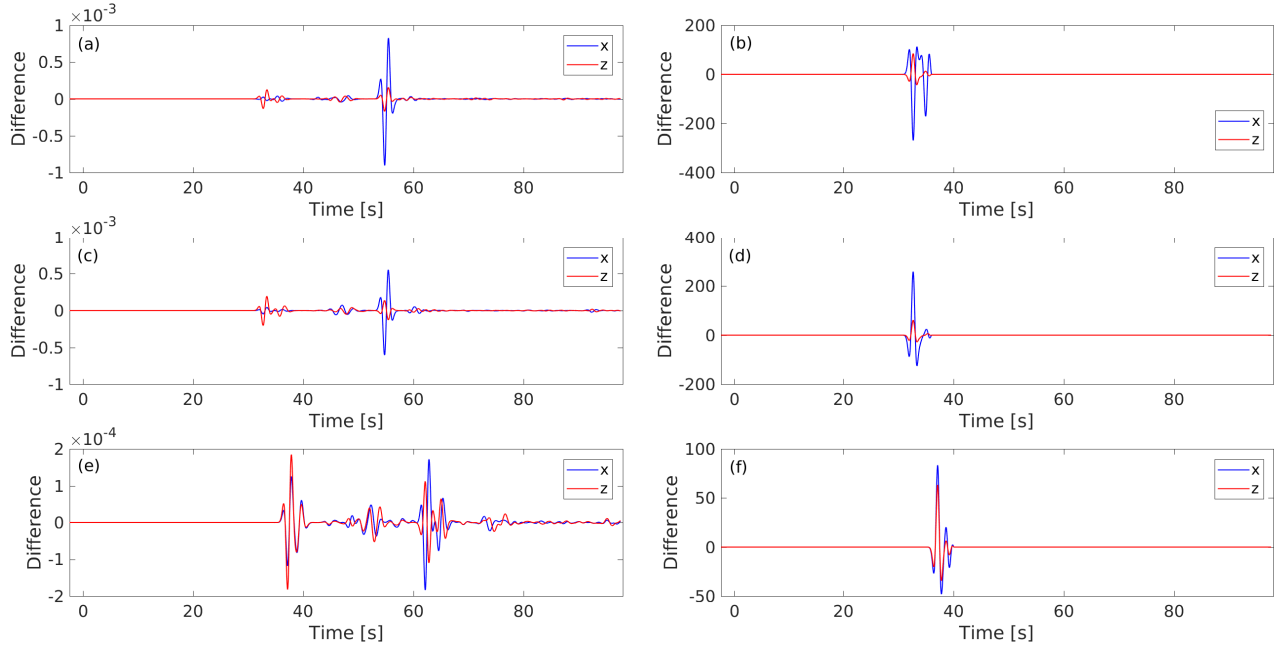 ×10-3
1
0.5
0
-0.5
-1
Difference
(a)
x
z
0 20 40 60 80
Time [s]
200
0
-200
-400
Difference
(b)
x
z
0 20 40 60 80
Time [s]
×10-3
1
0.5
0
-0.5
-1
Difference
(c)
x
z
0 20 40 60 80
Time [s]
400
200
0
-200
Difference
(d)
x
z
0 20 40 60 80
Time [s]
×10-4
2
1
0
-1
-2
Difference
(e)
x
z
0 20 40 60 80
Time [s]
100
50
0
-50
Difference
(f)
x
z
0 20 40 60 80
Time [s]